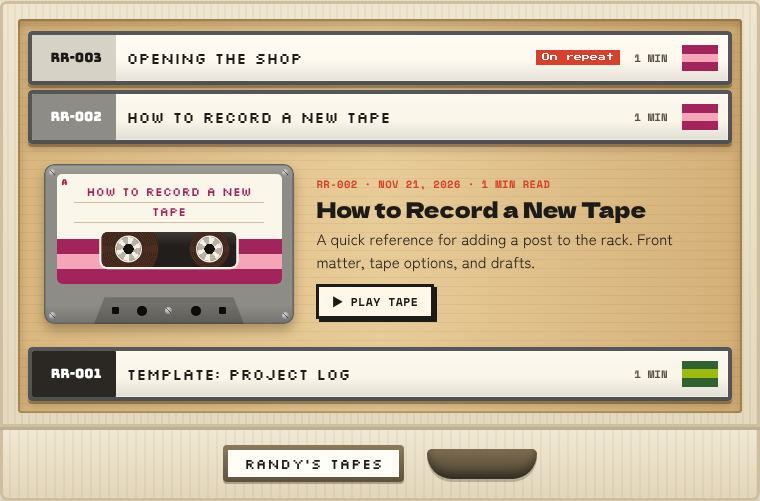 RR-003 OPENING THE SHOP On repeat 1 MIN
RR-002 HOW TO RECORD A NEW TAPE 1 MIN
A
HOW TO RECORD A NEW
TAPE
RR-002 · NOV 21, 2026 · 1 MIN READ
How to Record a New Tape
A quick reference for adding a post to the rack. Front
matter, tape options, and drafts.
▶ PLAY TAPE
RR-001 TEMPLATE: PROJECT LOG 1 MIN
RANDY'S TAPES